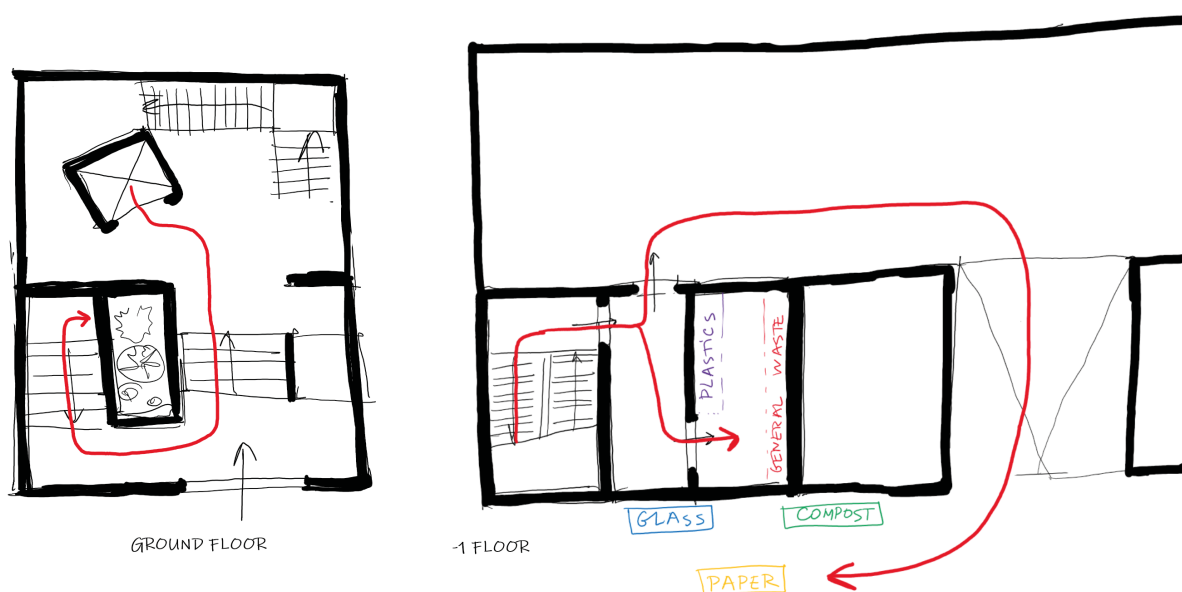 PLASTICS
GENERAL WASTE
GLASS
COMPOST
GROUND FLOOR
-1 FLOOR
PAPER